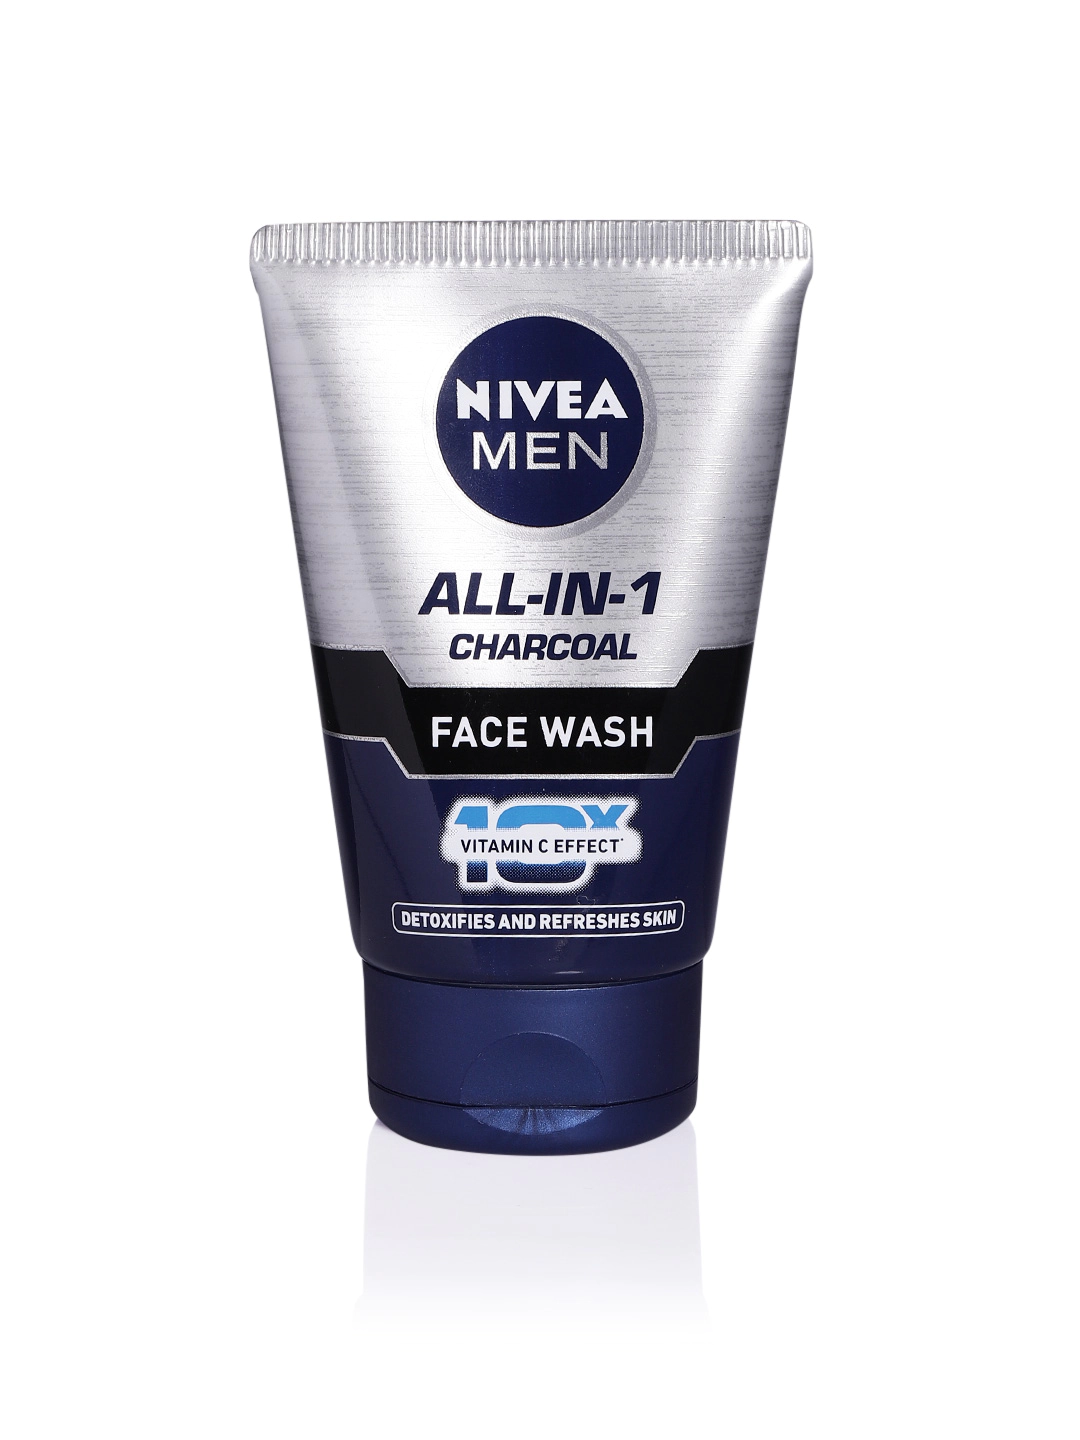 NIVEA
MEN
ALL-IN-1
CHARCOAL
FACE WASH
10x
VITAMIN C EFFECT*
DETOXIFIES AND REFRESHES SKIN